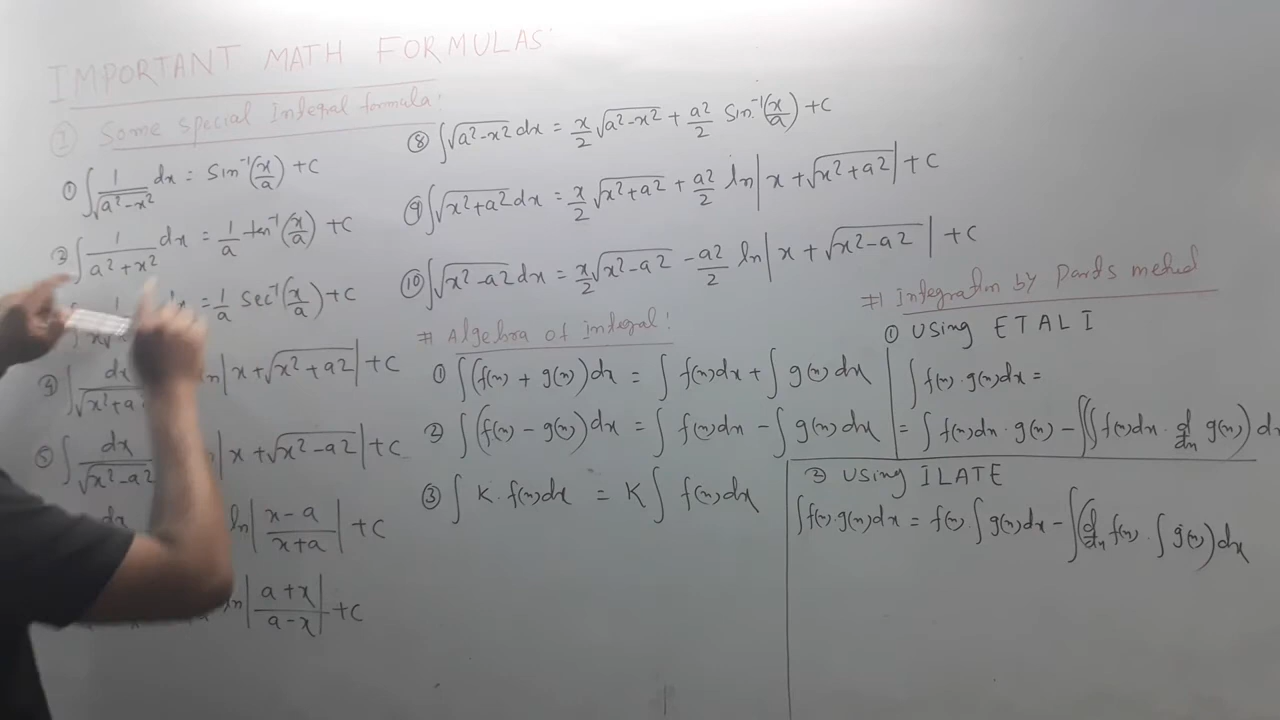 IMPORTANT MATH FORMULAS:
① Some special Integral formula:
① ∫ 1/√(a²-x²) dx = Sin⁻¹(x/a) + C
② ∫ 1/(a²+x²) dx = 1/a tan⁻¹(x/a) + C
= 1/a sec⁻¹(x/a) + C
④ ∫ dx/√(x²+a ln|x+√(x²+a2)| + C
⑤ ∫ dx/√(x²-a² ln|x+√(x²-a2)| + C
dx ln|(x-a)/(x+a)| + C
ln|(a+x)/(a-x)| + C
⑧ ∫√(a²-x²) dx = x/2 √(a²-x²) + a2/2 Sin⁻¹(x/a) + C
⑨ ∫√(x²+a2) dx = x/2 √(x²+a2) + a2/2 ln|x+√(x²+a2)| + C
⑩ ∫√(x²-a2) dx = x/2 √(x²-a2) - a2/2 ln|x+√(x²-a2)| + C
# Algebra of integral:
① ∫(f(x) + g(x))dx = ∫ f(x)dx + ∫ g(x)dx
② ∫(f(x) - g(x))dx = ∫ f(x)dx - ∫ g(x)dx
③ ∫ K·f(x)dx = K ∫ f(x)dx
# Integration by parts method
① Using ETALI
∫ f(x)·g(x)dx =
= ∫ f(x)dx·g(x) - ∫(∫f(x)dx· d/dx g(x))dx
② Using ILATE
∫f(x)·g(x)dx = f(x)·∫g(x)dx - ∫(d/dx f(x)·∫g(x))dx